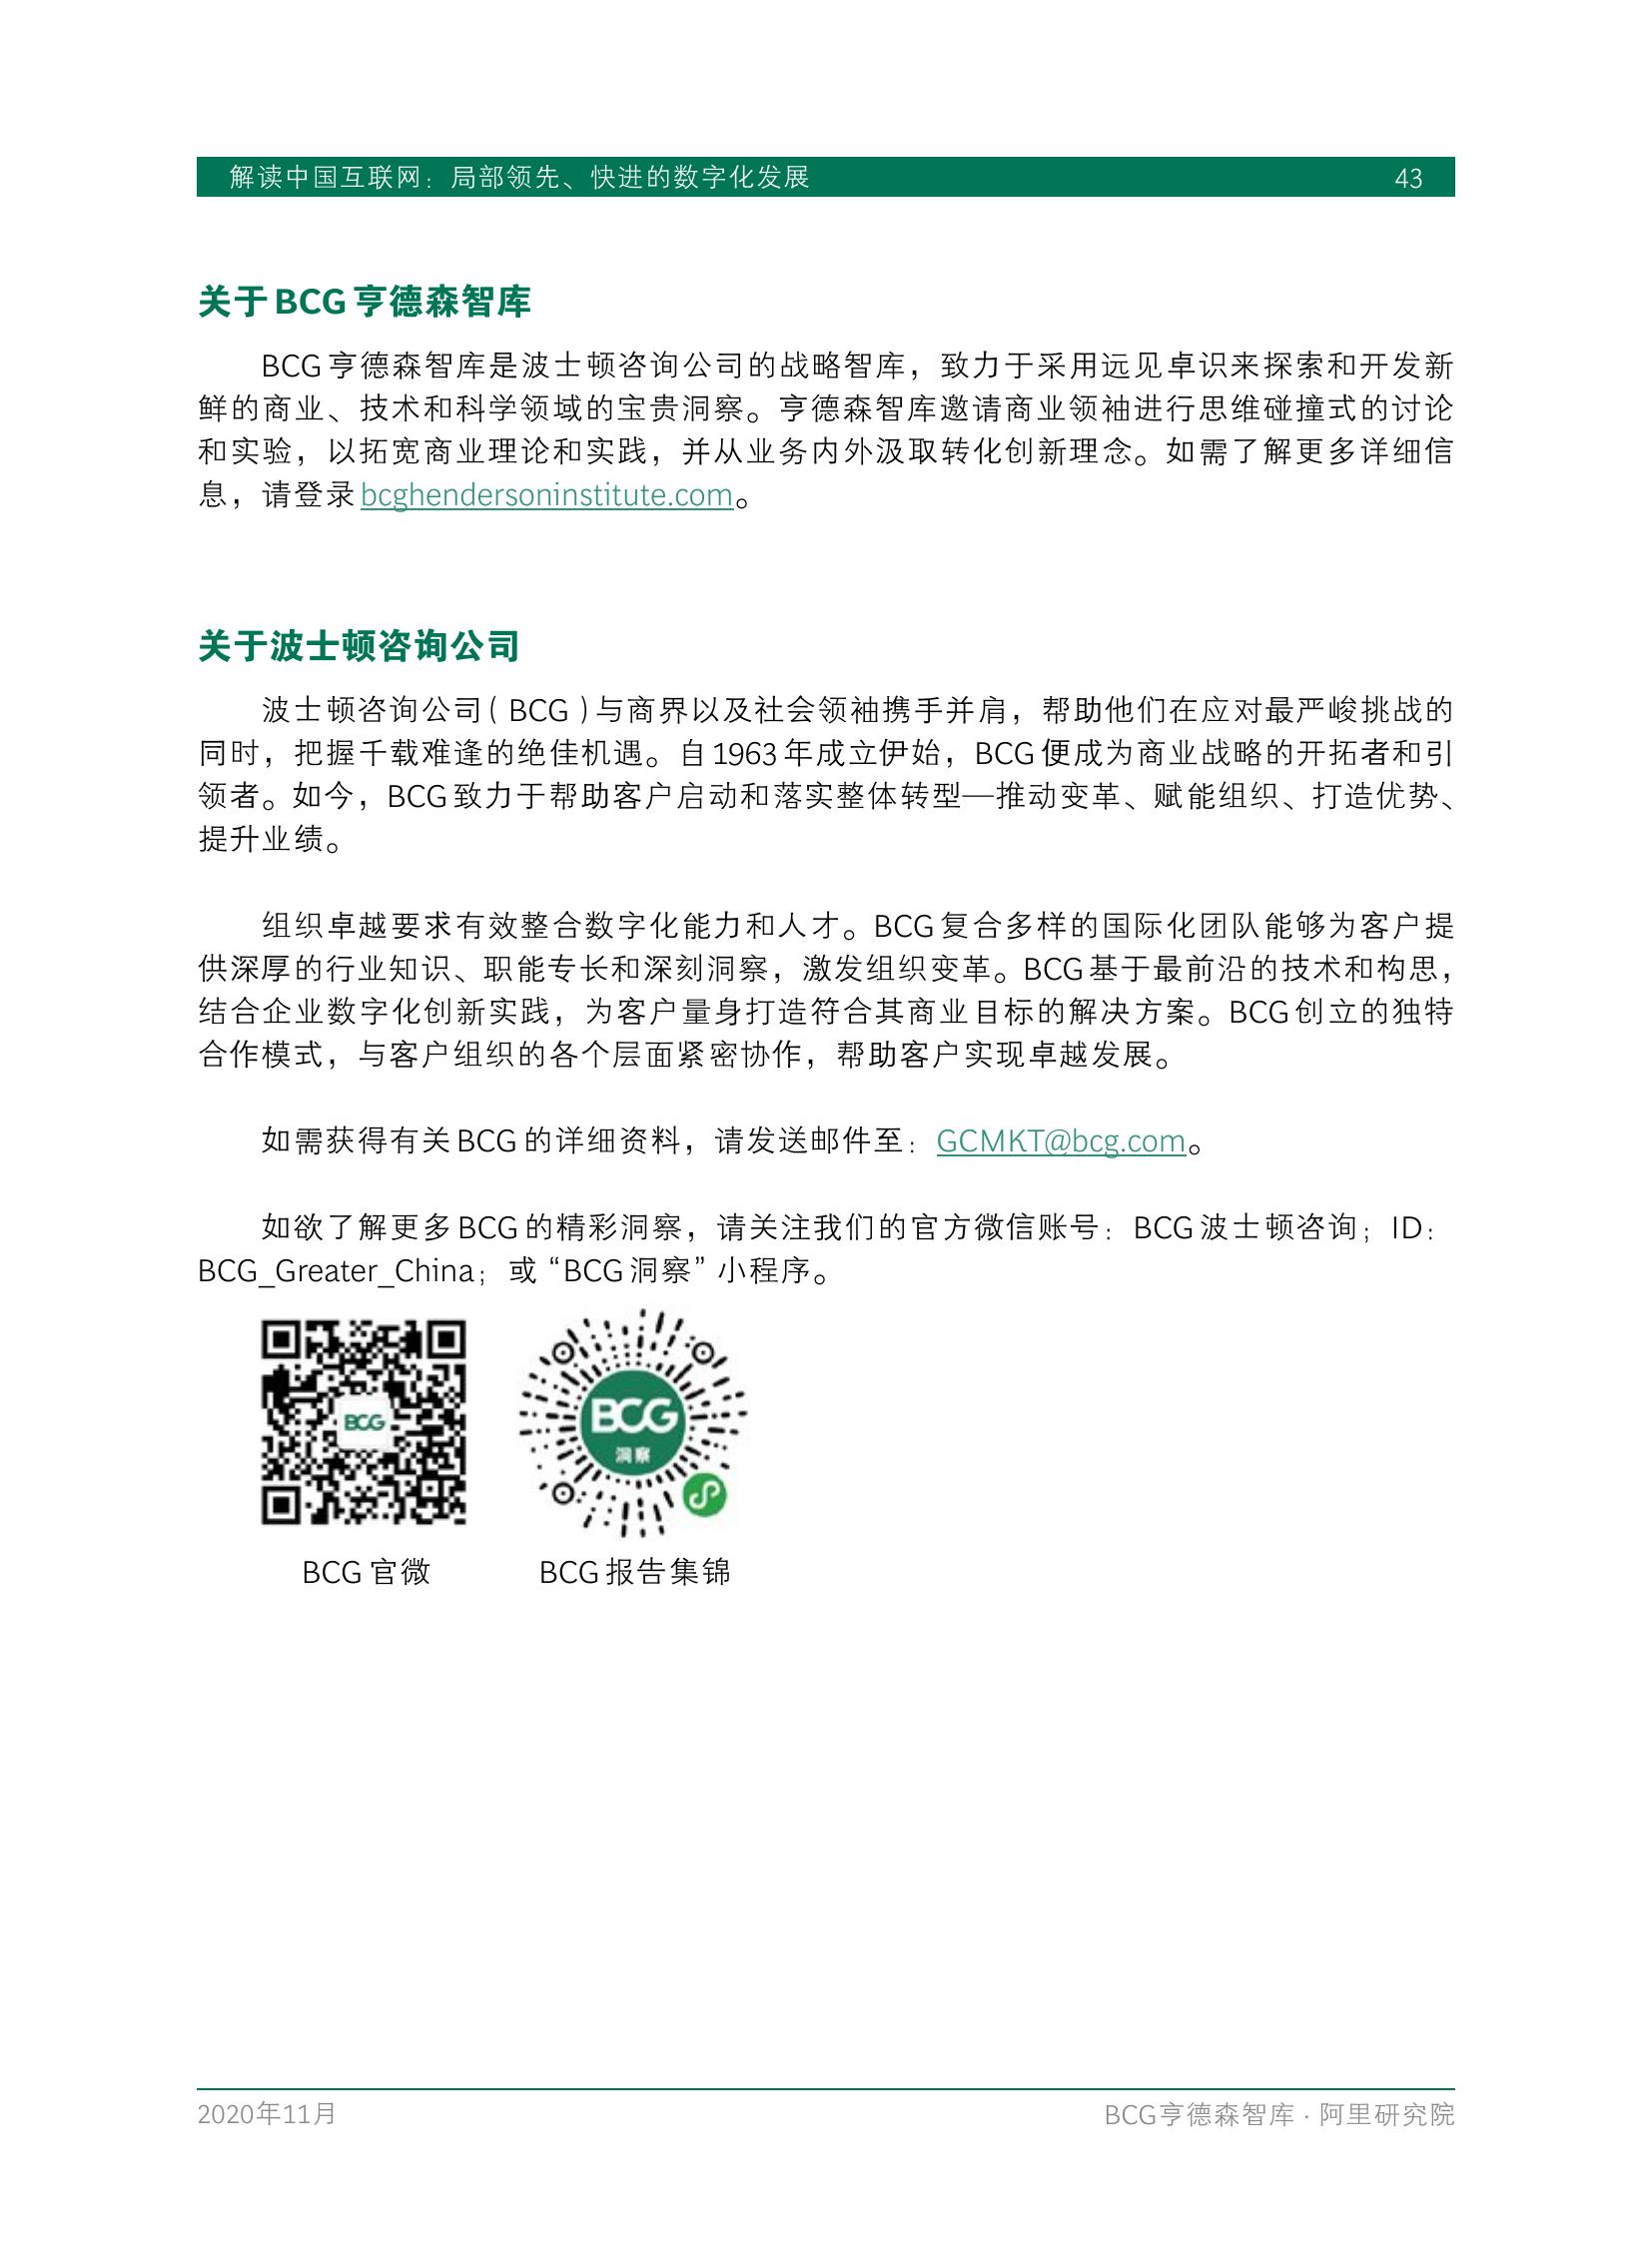 解读中国互联网：局部领先、快进的数字化发展 43
关于BCG亨德森智库
BCG亨德森智库是波士顿咨询公司的战略智库，致力于采用远见卓识来探索和开发新
鲜的商业、技术和科学领域的宝贵洞察。亨德森智库邀请商业领袖进行思维碰撞式的讨论
和实验，以拓宽商业理论和实践，并从业务内外汲取转化创新理念。如需了解更多详细信
息，请登录bcghendersoninstitute.com。
关于波士顿咨询公司
波士顿咨询公司（BCG）与商界以及社会领袖携手并肩，帮助他们在应对最严峻挑战的
同时，把握千载难逢的绝佳机遇。自1963年成立伊始，BCG便成为商业战略的开拓者和引
领者。如今，BCG致力于帮助客户启动和落实整体转型—推动变革、赋能组织、打造优势、
提升业绩。
组织卓越要求有效整合数字化能力和人才。BCG复合多样的国际化团队能够为客户提
供深厚的行业知识、职能专长和深刻洞察，激发组织变革。BCG基于最前沿的技术和构思，
结合企业数字化创新实践，为客户量身打造符合其商业目标的解决方案。BCG创立的独特
合作模式，与客户组织的各个层面紧密协作，帮助客户实现卓越发展。
如需获得有关BCG的详细资料，请发送邮件至：GCMKT@bcg.com。
如欲了解更多BCG的精彩洞察，请关注我们的官方微信账号：BCG波士顿咨询；ID：
BCG_Greater_China；或“BCG洞察”小程序。
BCG
BCG
洞察
BCG官微 BCG报告集锦
2020年11月 BCG亨德森智库·阿里研究院